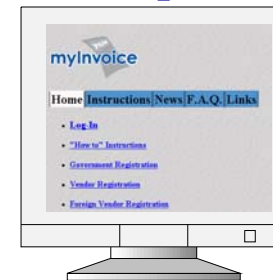 myInvoice
Home Instructions News F.A.Q. Links
Log-In
"How to" Instructions
Government Registration
Vendor Registration
Foreign Vendor Registration